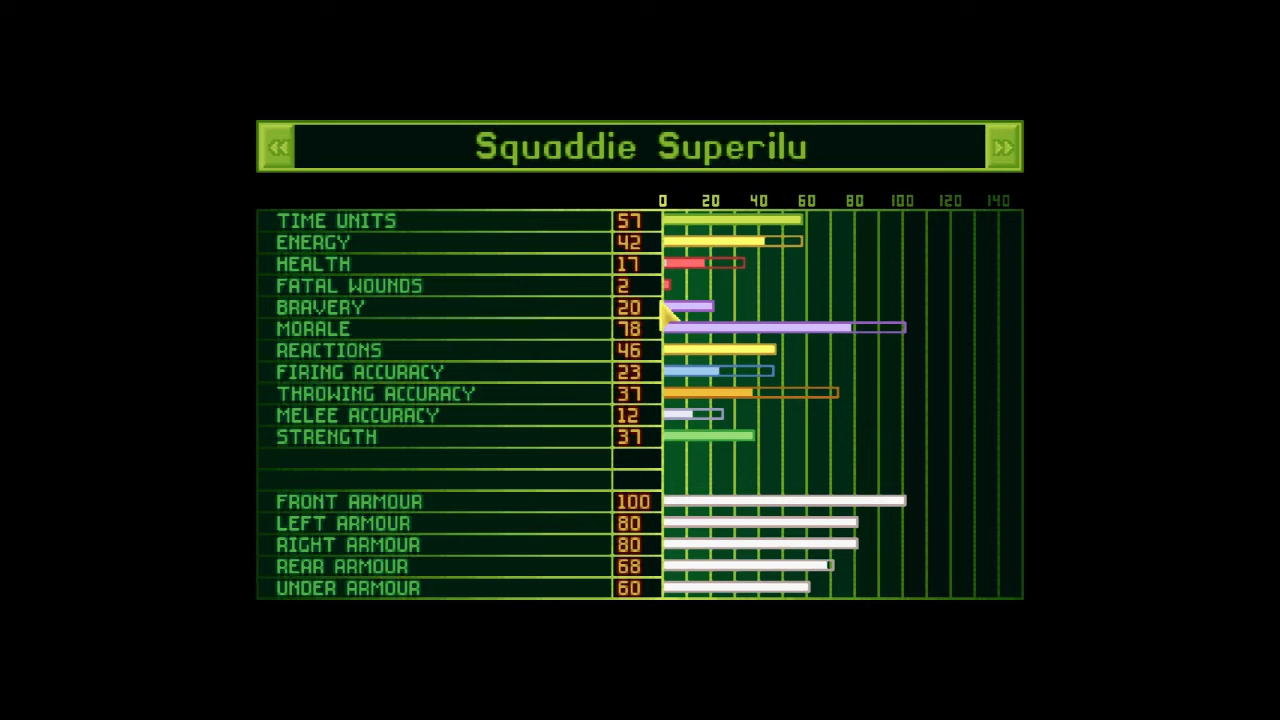 Squaddie Superilu
0 20 40 60 80 100 120 140
TIME UNITS 57
ENERGY 42
HEALTH 17
FATAL WOUNDS 2
BRAVERY 20
MORALE 78
REACTIONS 46
FIRING ACCURACY 23
THROWING ACCURACY 37
MELEE ACCURACY 12
STRENGTH 37
FRONT ARMOUR 100
LEFT ARMOUR 80
RIGHT ARMOUR 80
REAR ARMOUR 68
UNDER ARMOUR 60